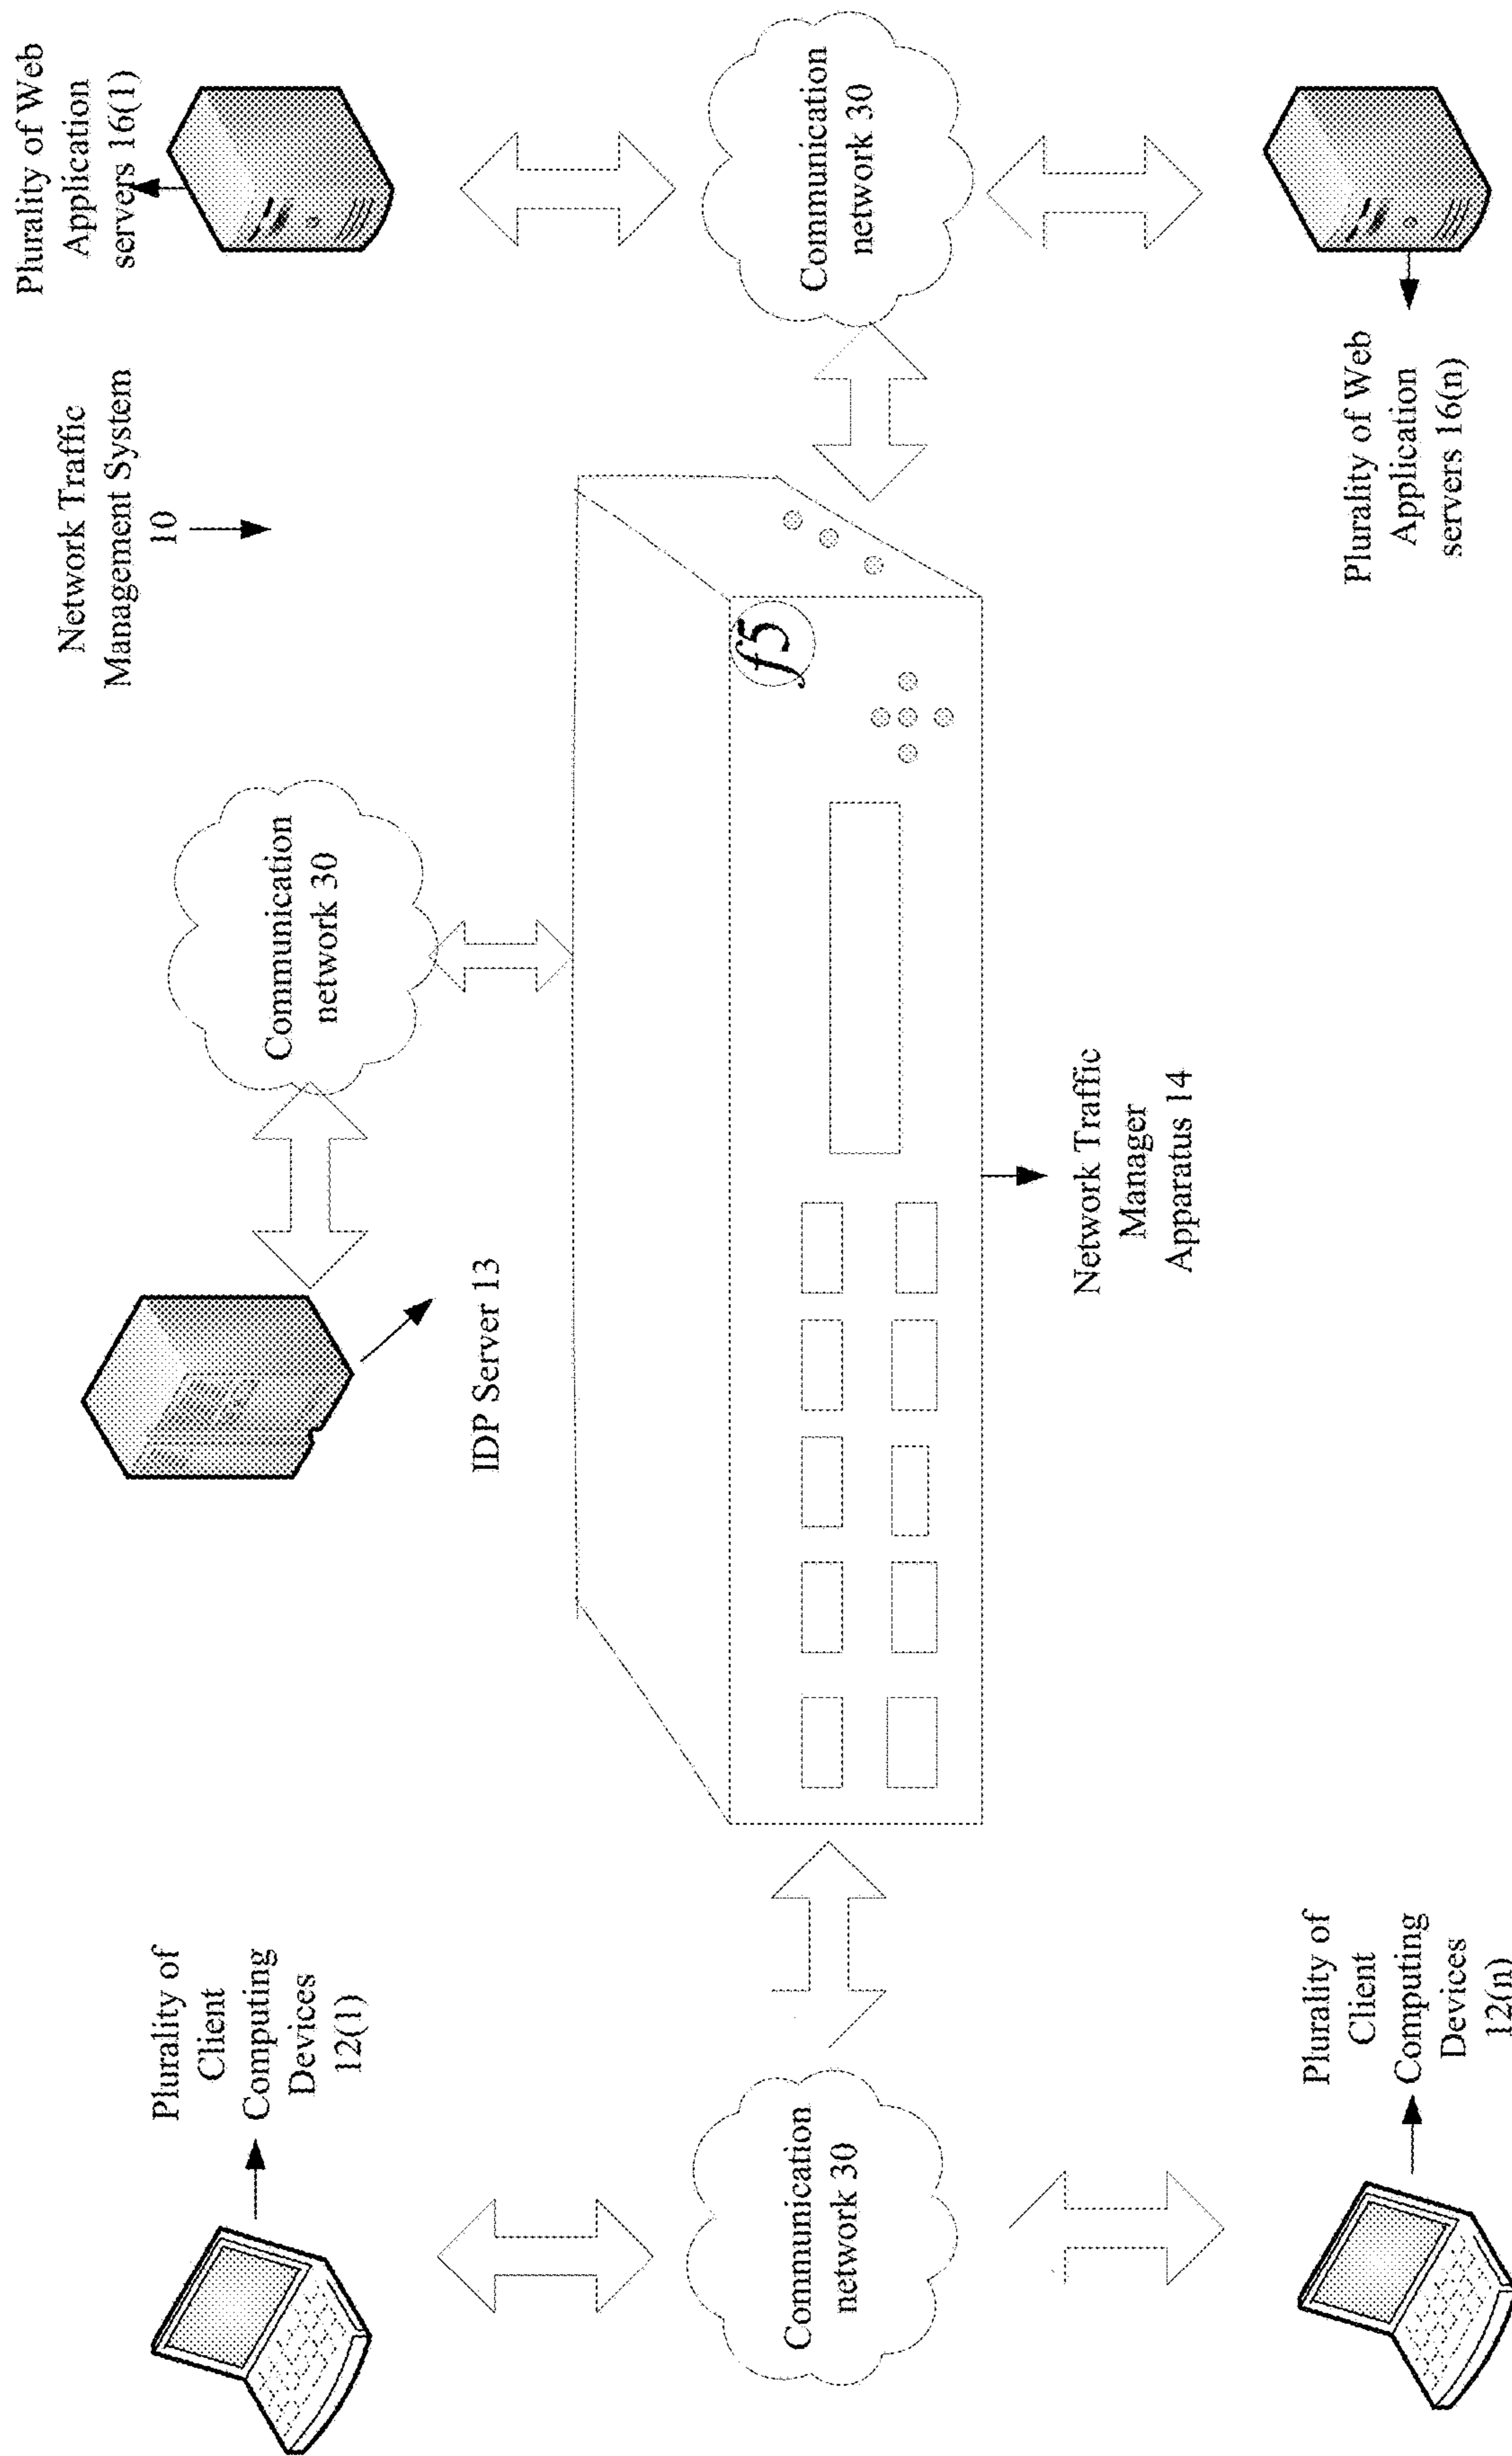 Network Traffic
Management System
10
Plurality of Web
Application
servers 16(1)
Plurality of Client
Client
Computing
Devices
12(1)
IDP Server 13
Communication
network 30
Communication
network 30
f5
Communication
network 30
Network Traffic
Manager
Apparatus 14
Plurality of
Client
Computing
Devices
12(n)
Plurality of Web
Application
servers 16(n)